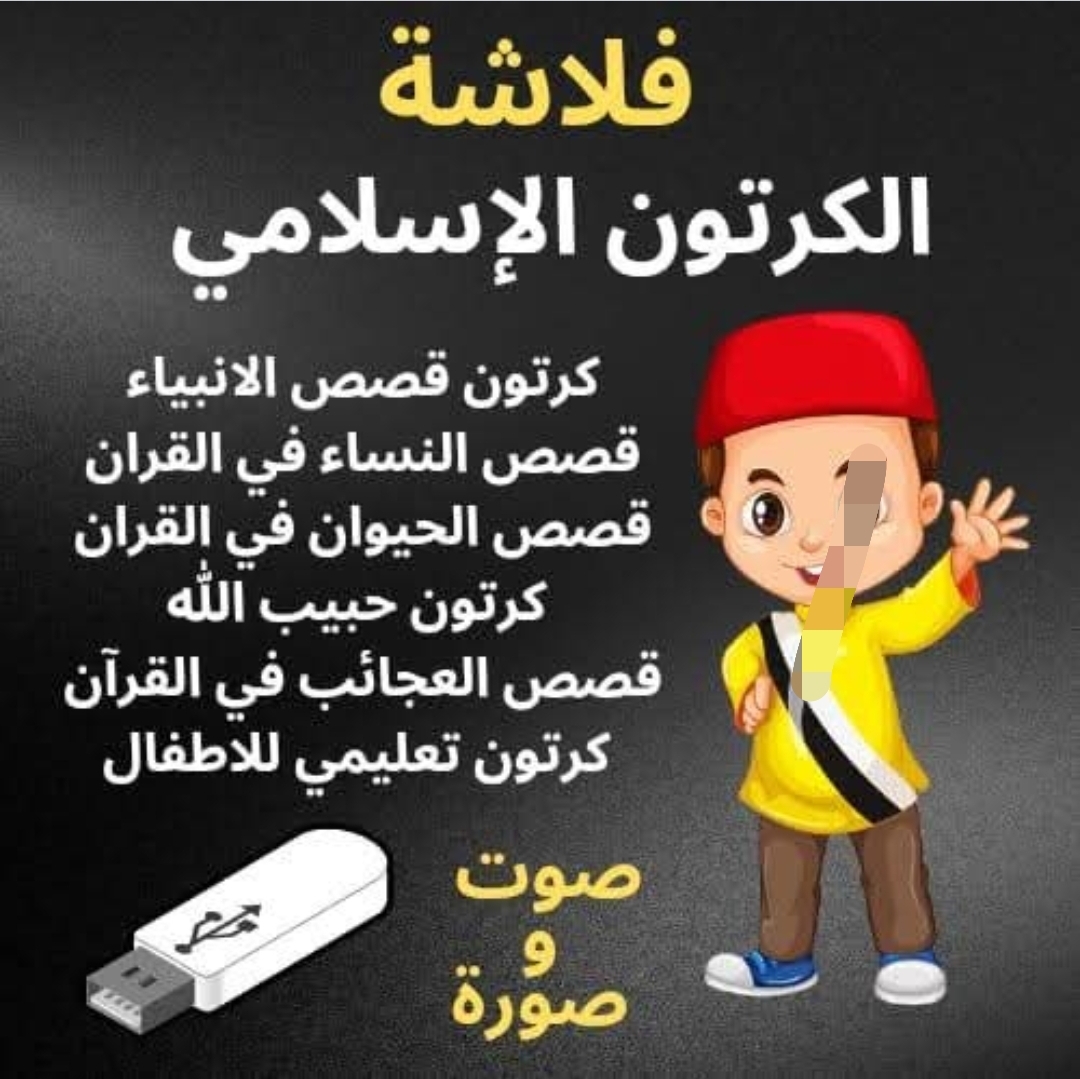 فلاشة
الكرتون الإسلامي
كرتون قصص الانبياء
قصص النساء في القران
قصص الحيوان في القران
كرتون حبيب الله
قصص العجائب في القرآن
كرتون تعليمي للاطفال
صوت
و
صورة